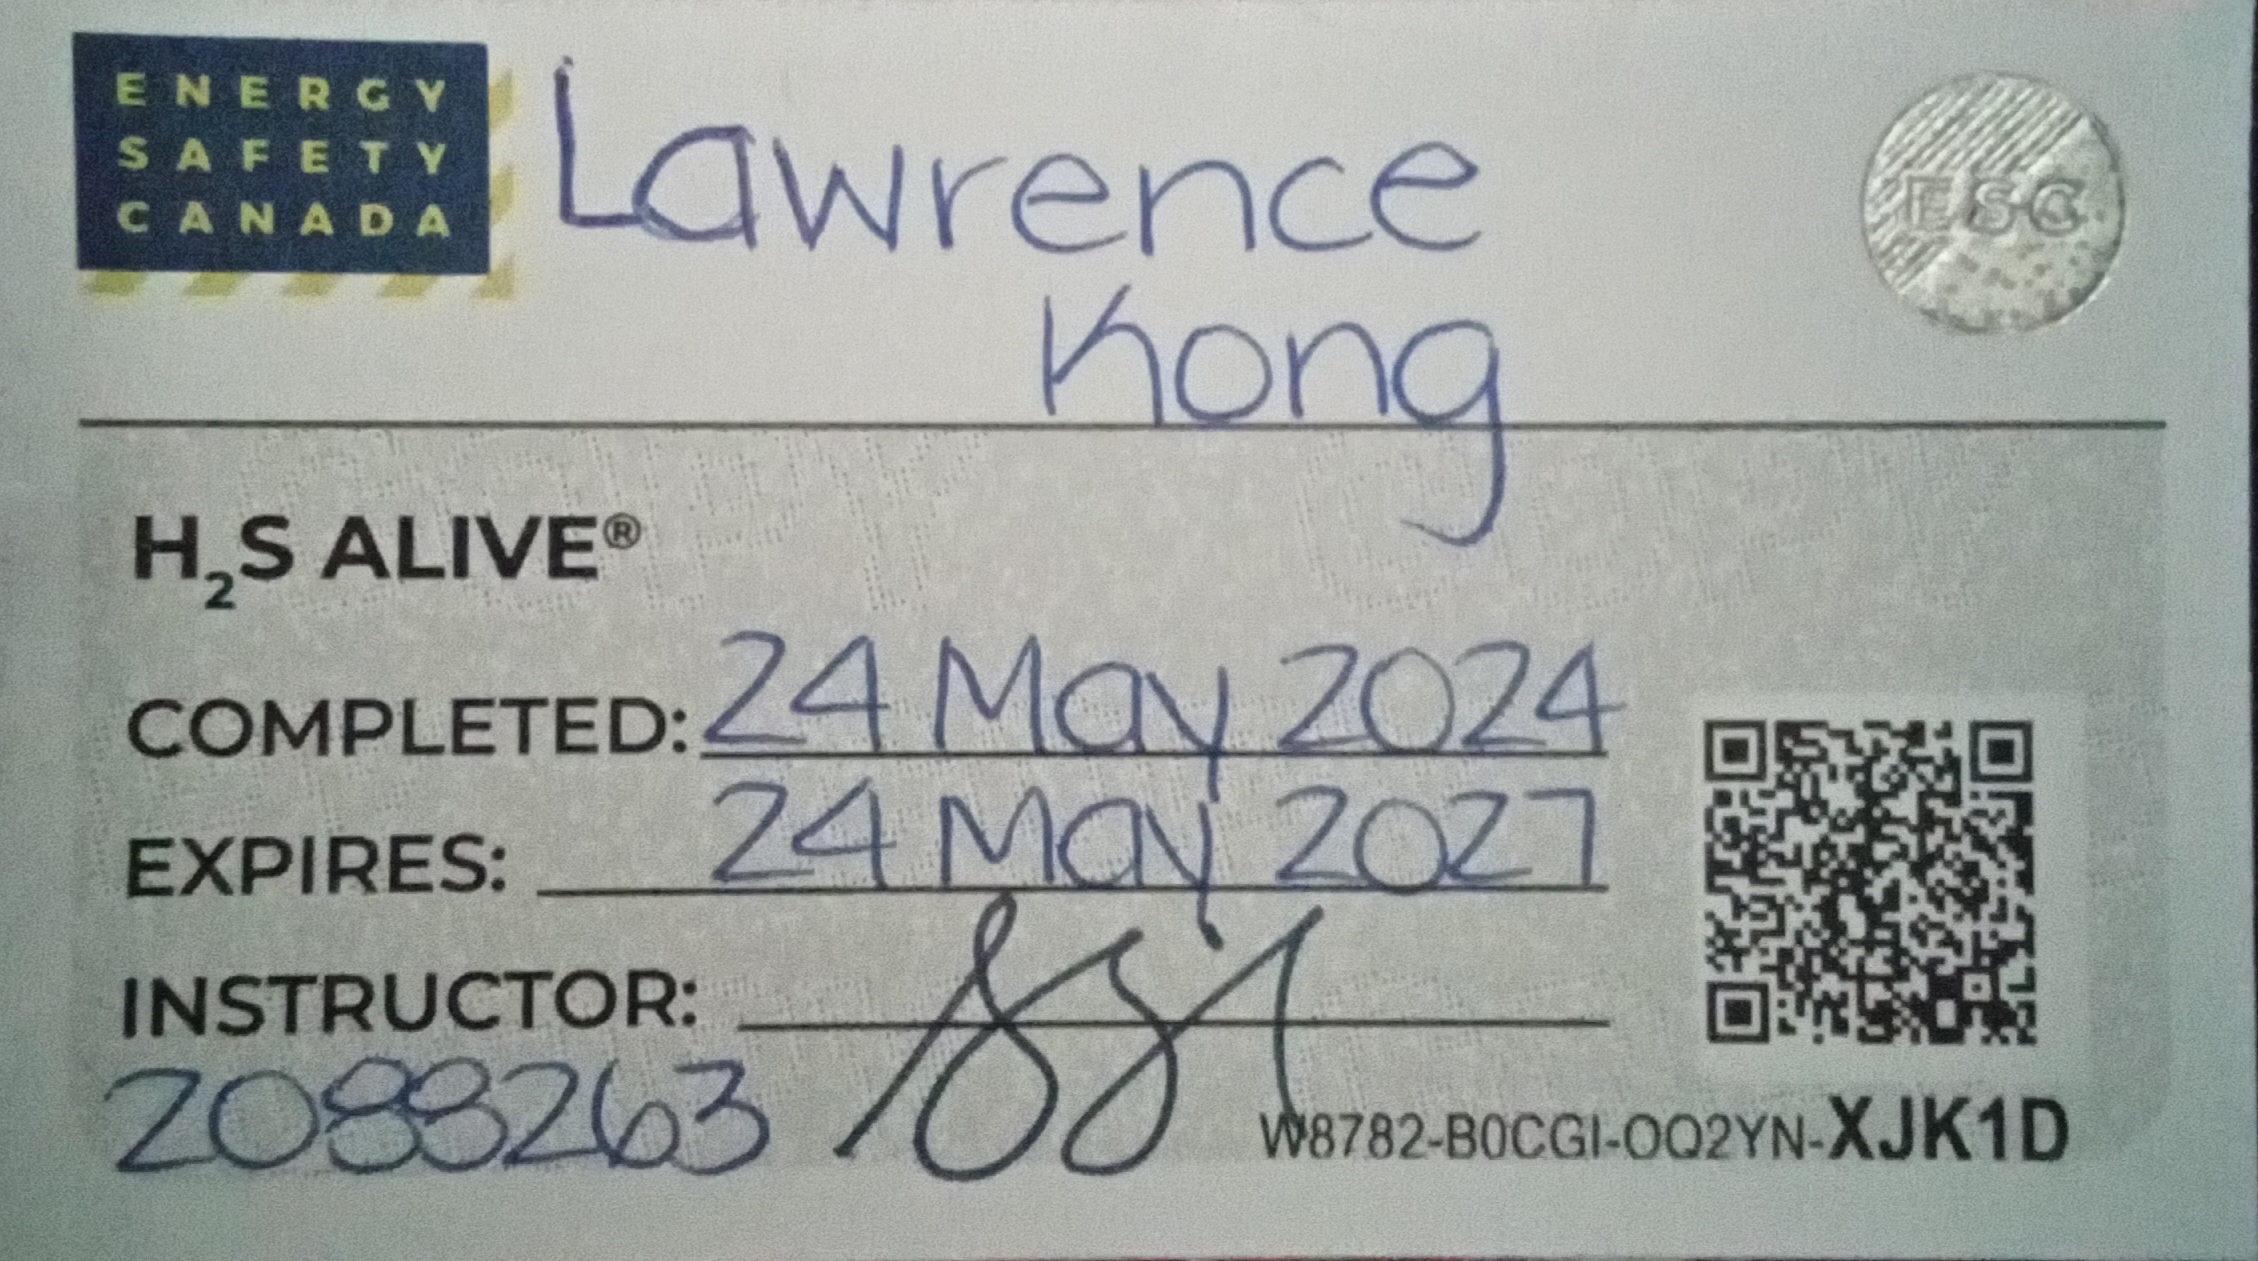 ENERGY
SAFETY
CANADA
Lawrence
Kong
ESC
H₂S ALIVE®
COMPLETED: 24 May 2024
EXPIRES: 24 May 2027
INSTRUCTOR:
2088263
W8782-B0CGI-OQ2YN-XJK1D